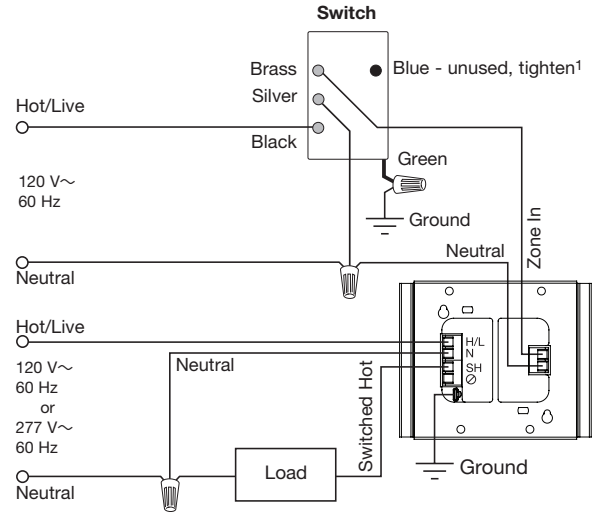 Switch
Brass
Blue - unused, tighten1
Silver
Hot/Live
Black
Green
120 V~
60 Hz
Ground
Neutral
Zone In
Neutral
Hot/Live
H/L
N
SH
Neutral
Switched Hot
120 V~
60 Hz
or
277 V~
60 Hz
Load
Ground
Neutral